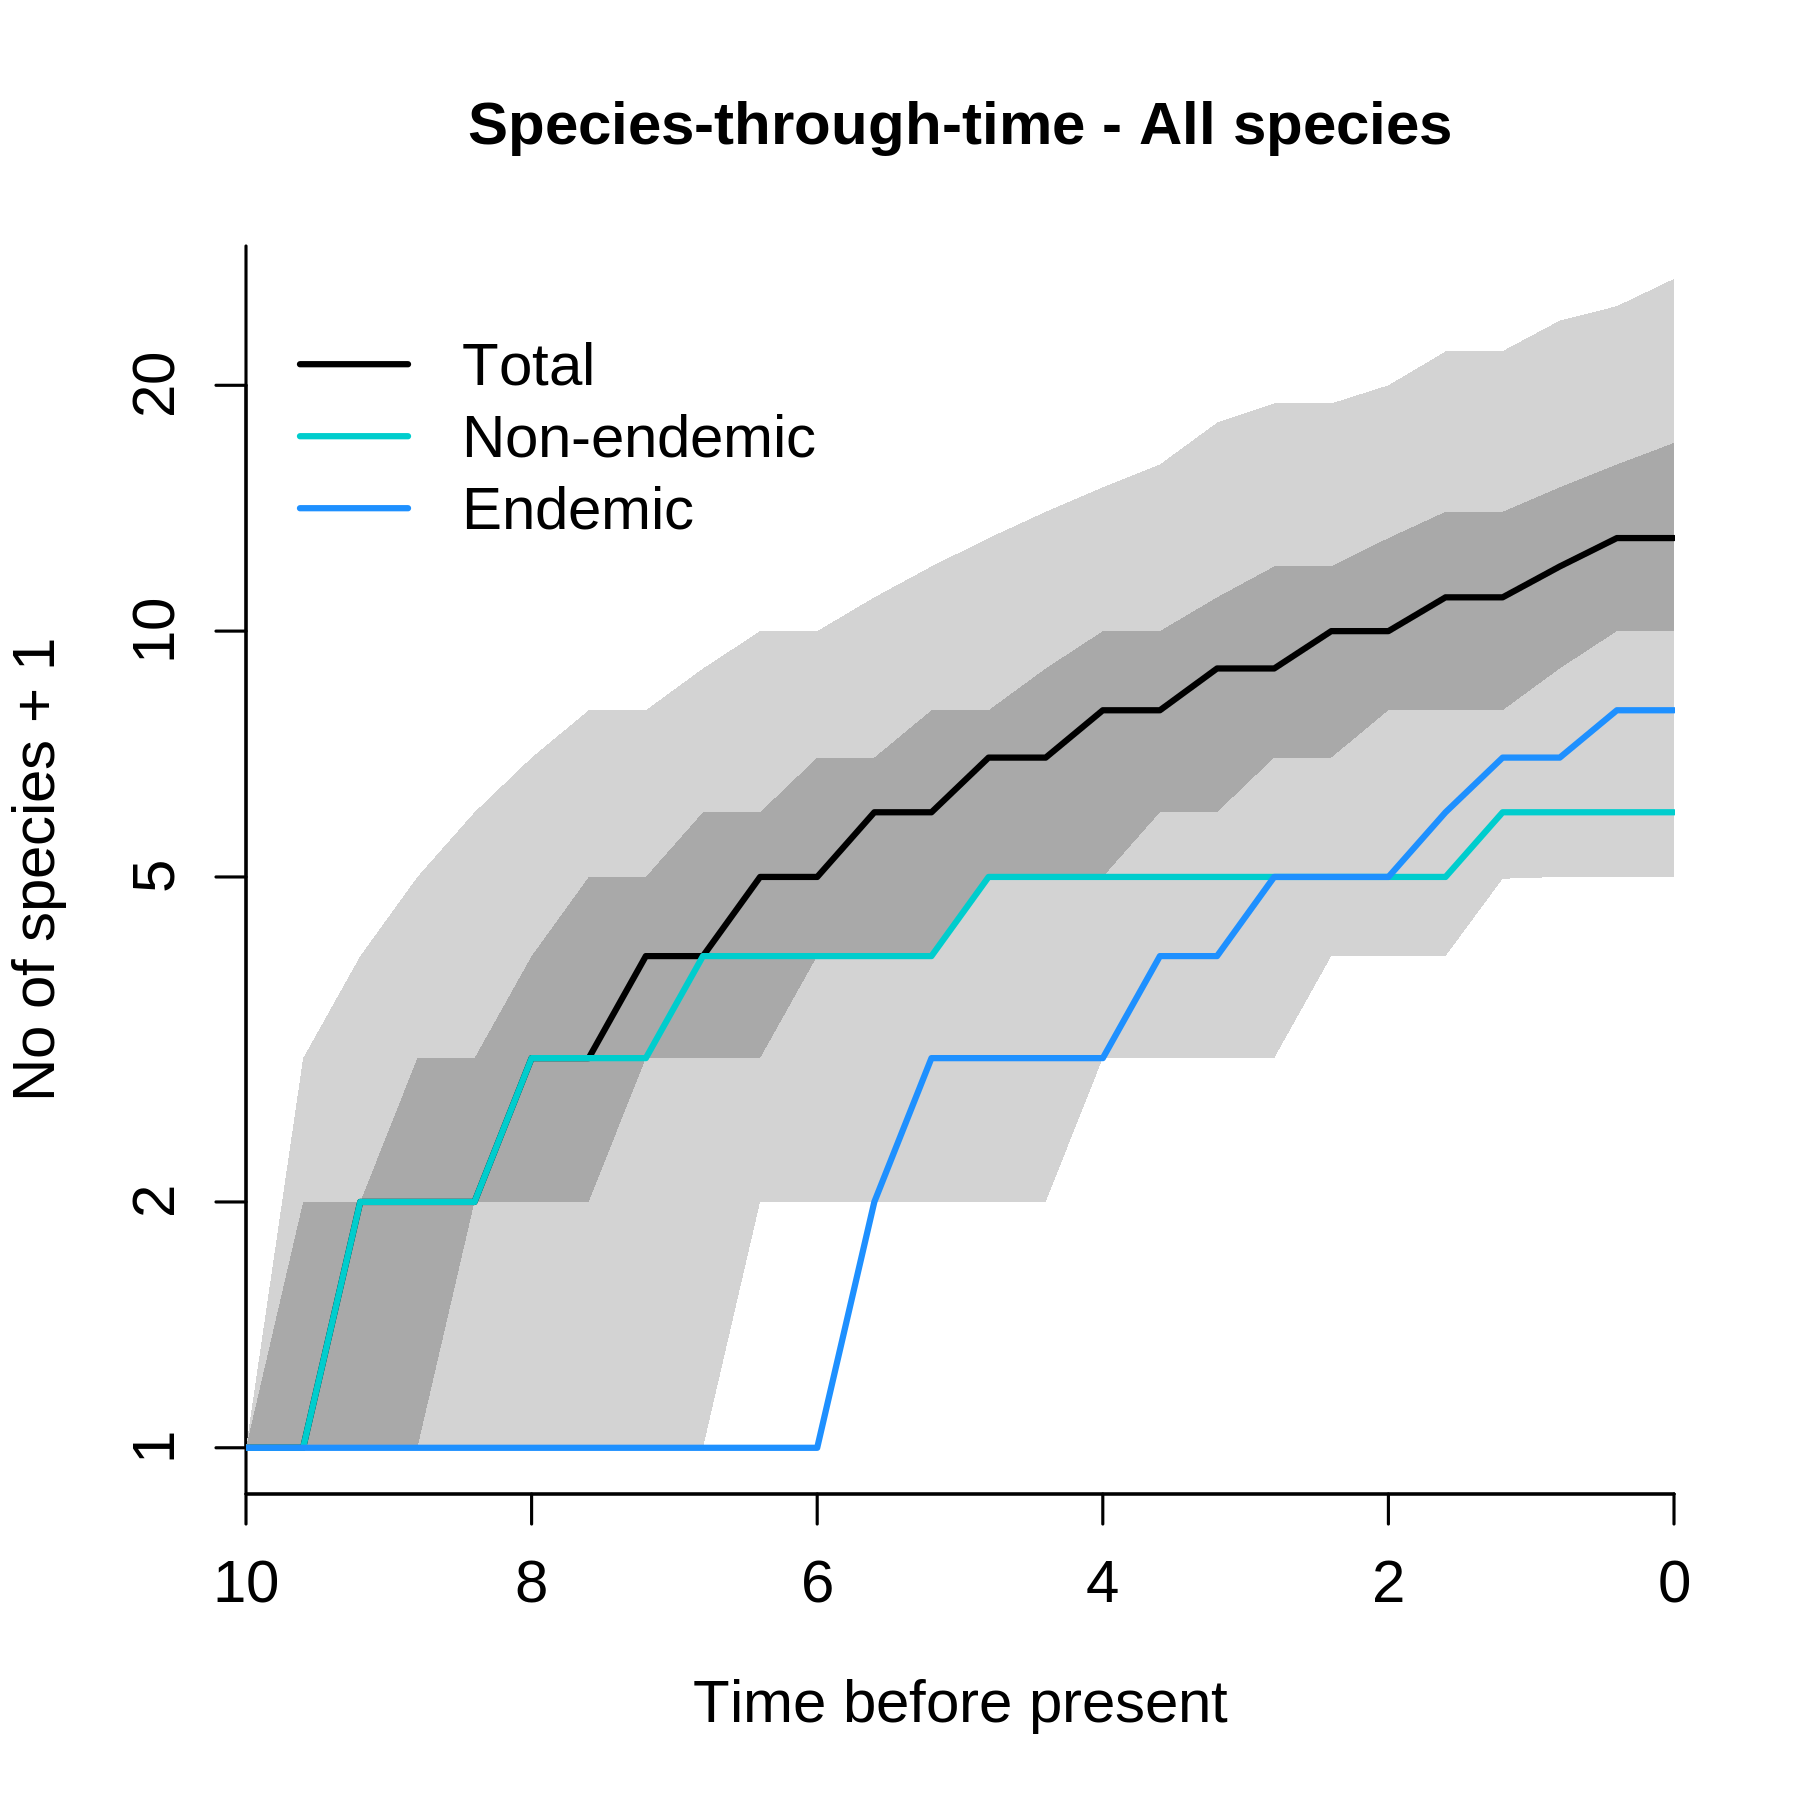 Species-through-time - All species
Total
Non-endemic
Endemic
No of species + 1
20
10
5
2
1
10 8 6 4 2 0
Time before present